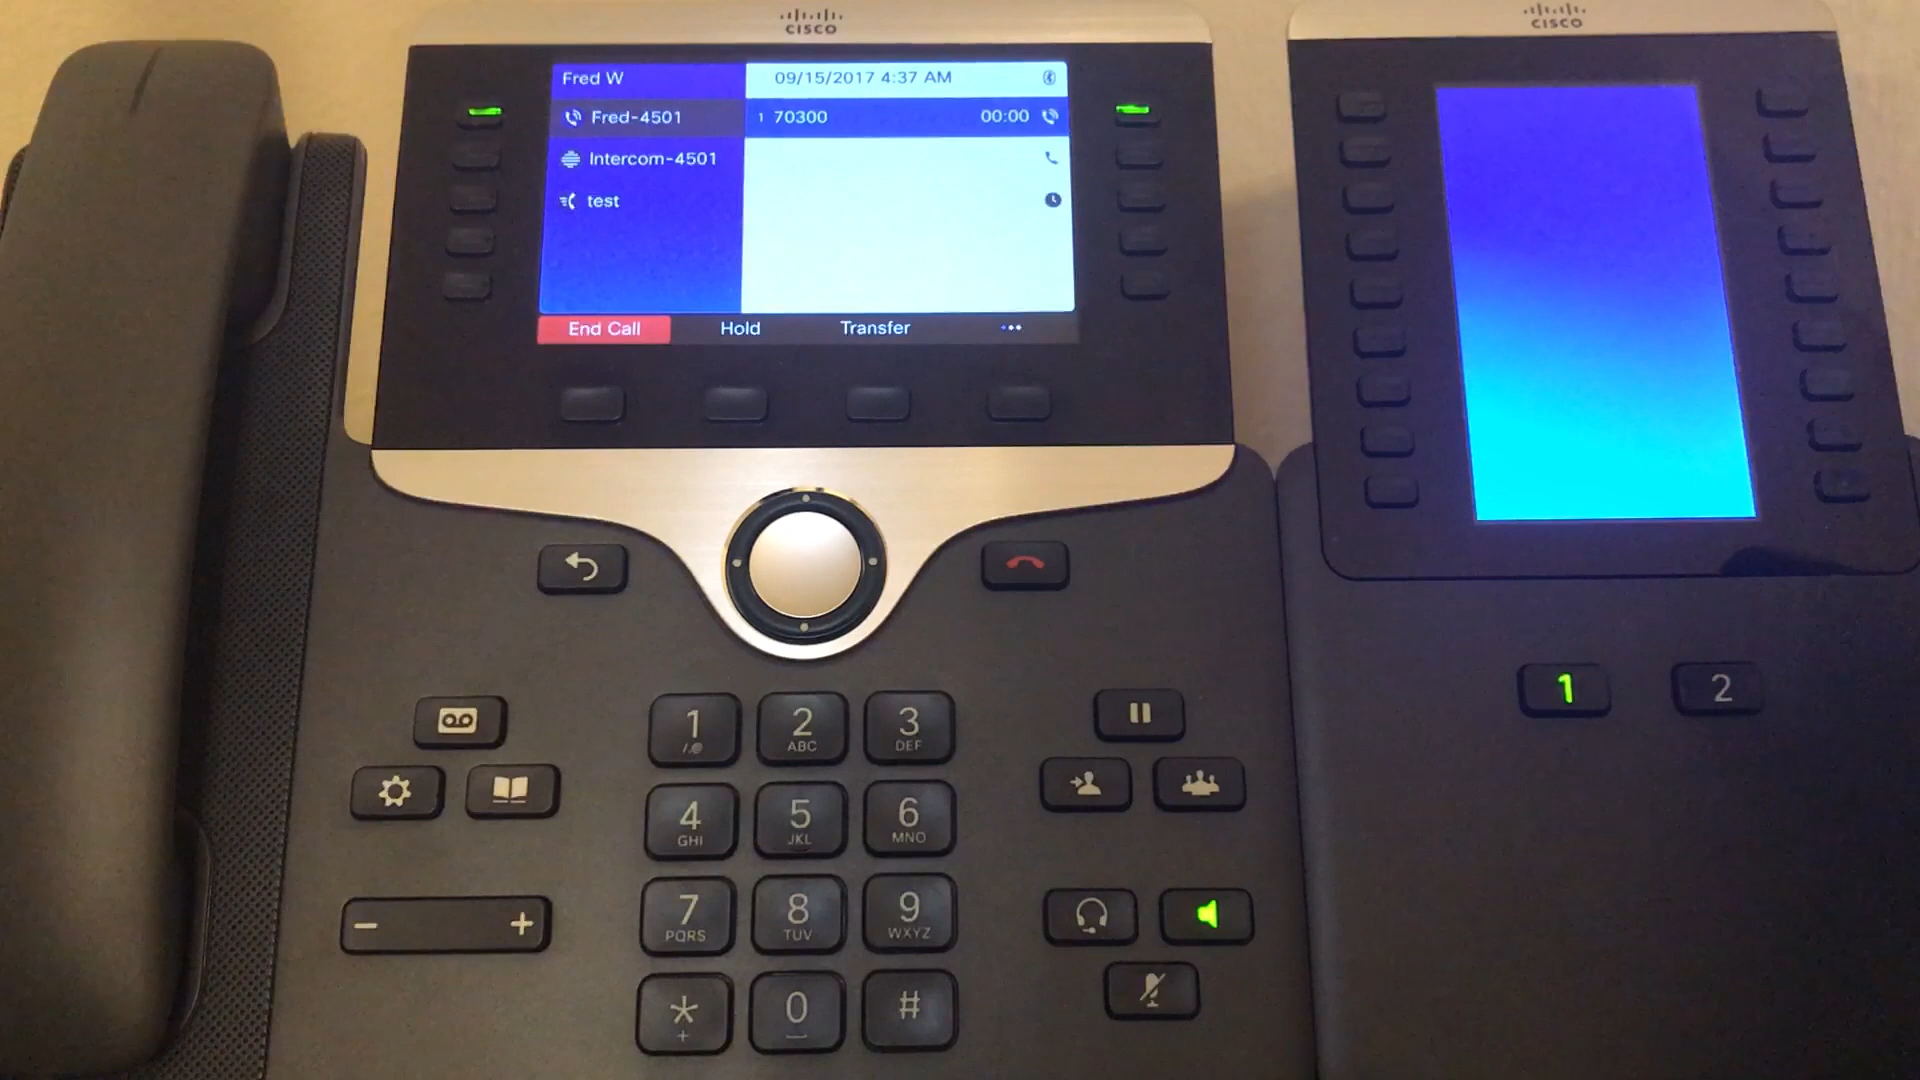 CISCO
CISCO
Fred W
09/15/2017 4:37 AM
Fred-4501
1 70300 00:00
Intercom-4501
test
End Call Hold Transfer ...
1 2
1 2 ABC 3 DEF
4 GHI 5 JKL 6 MNO
7 PQRS 8 TUV 9 WXYZ
- +
* + 0 #